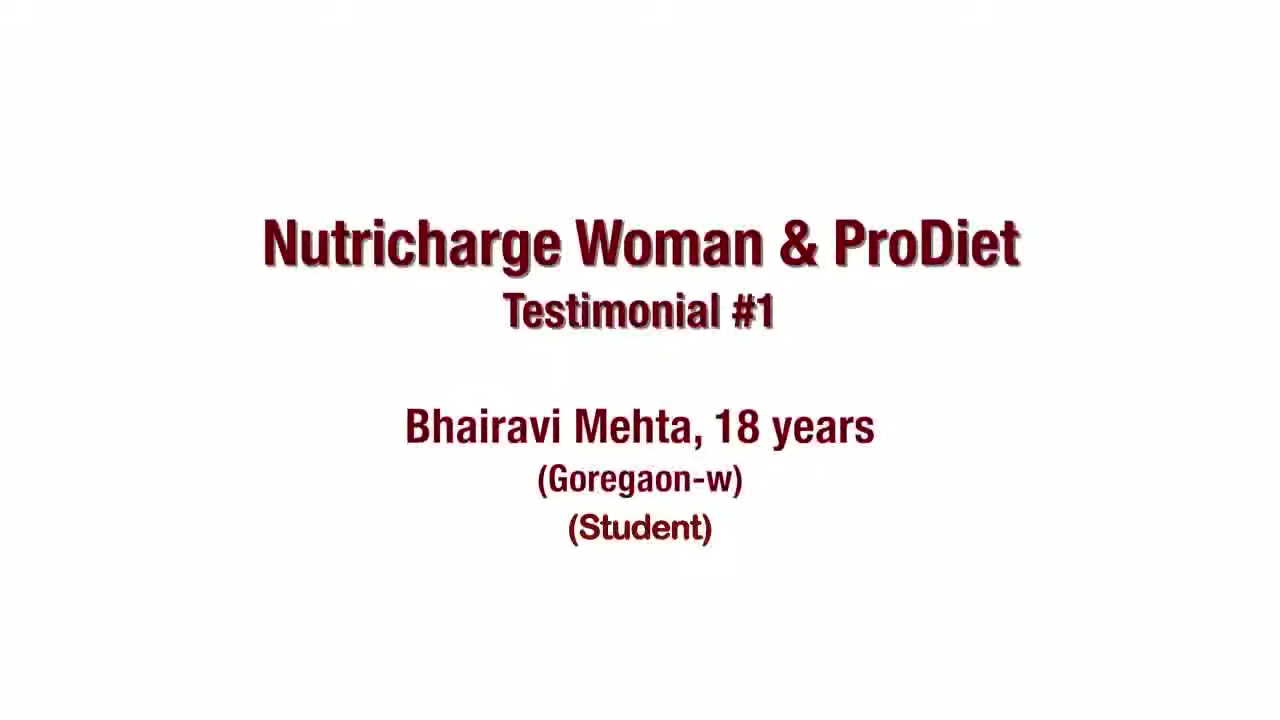 Nutricharge Woman & ProDiet
Testimonial #1
Bhairavi Mehta, 18 years
(Goregaon-w)
(Student)